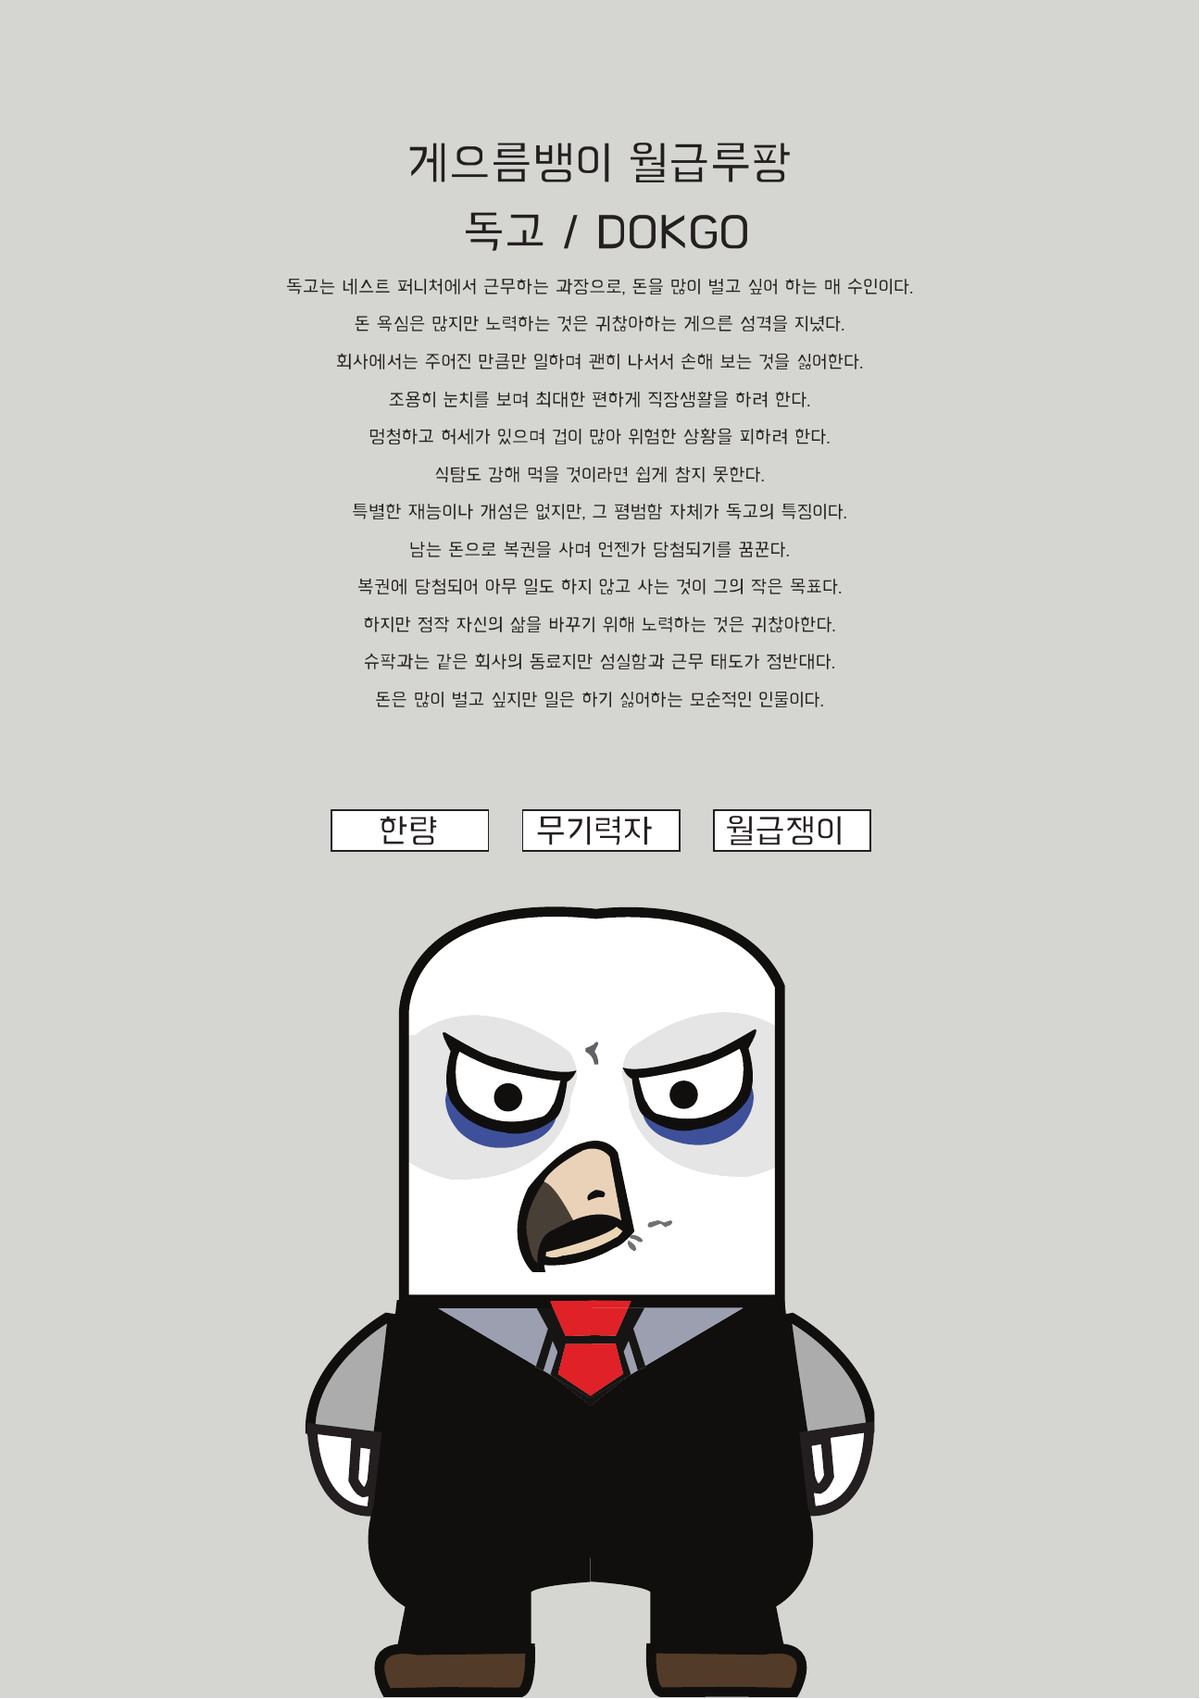 게으름뱅이 월급루팡
독고 / DOKGO
독고는 네스트 퍼니처에서 근무하는 과장으로, 돈을 많이 벌고 싶어 하는 매 수인이다.
돈 욕심은 많지만 노력하는 것은 귀찮아하는 게으른 성격을 지녔다.
회사에서는 주어진 만큼만 일하며 괜히 나서서 손해 보는 것을 싫어한다.
조용히 눈치를 보며 최대한 편하게 직장생활을 하려 한다.
멍청하고 허세가 있으며 겁이 많아 위험한 상황을 피하려 한다.
식탐도 강해 먹을 것이라면 쉽게 참지 못한다.
특별한 재능이나 개성은 없지만, 그 평범함 자체가 독고의 특징이다.
남는 돈으로 복권을 사며 언젠가 당첨되기를 꿈꾼다.
복권에 당첨되어 아무 일도 하지 않고 사는 것이 그의 작은 목표다.
하지만 정작 자신의 삶을 바꾸기 위해 노력하는 것은 귀찮아한다.
슈팍과는 같은 회사의 동료지만 성실함과 근무 태도가 정반대다.
돈은 많이 벌고 싶지만 일은 하기 싫어하는 모순적인 인물이다.
한량
무기력자
월급쟁이